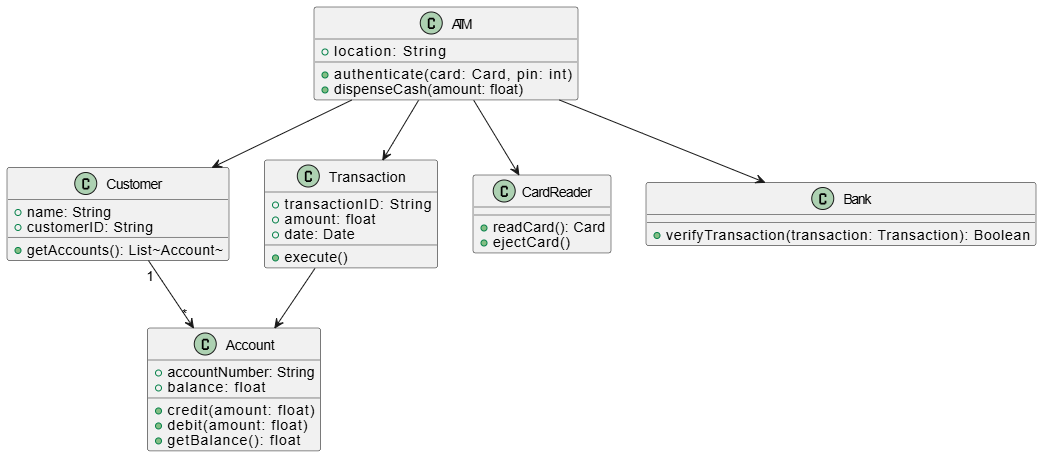 C ATM
location: String
authenticate(card: Card, pin: int)
dispenseCash(amount: float)
C Customer
name: String
customerID: String
getAccounts(): List~Account~
C Transaction
transactionID: String
amount: float
date: Date
execute()
C CardReader
readCard(): Card
ejectCard()
C Bank
verifyTransaction(transaction: Transaction): Boolean
1
*
C Account
accountNumber: String
balance: float
credit(amount: float)
debit(amount: float)
getBalance(): float